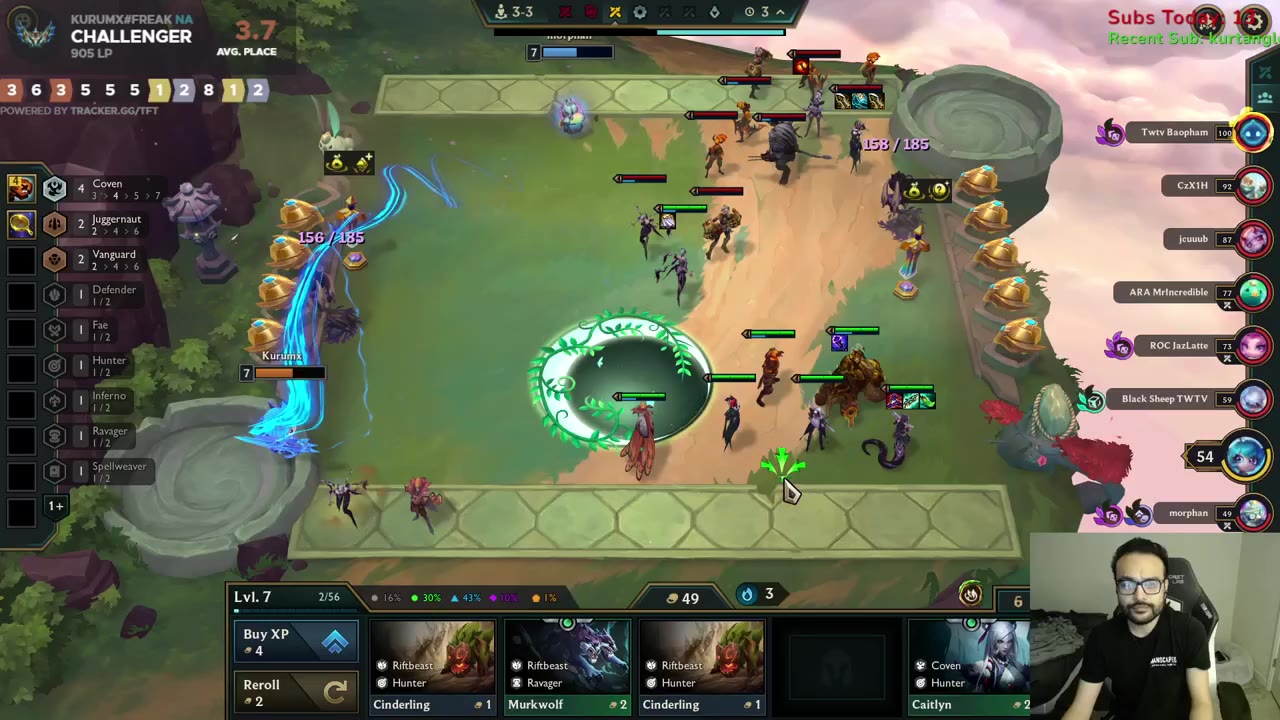 KURUMX#FREAK NA
CHALLENGER
905 LP
3.7
AVG. PLACE
3 6 3 5 5 5 1 2 8 1 2
POWERED BY TRACKER.GG/TFT
3-3
3
Recent Sub: kurtangl
morphan
7
4 Coven
3 > 4 > 5 > 7
2 Juggernaut
2 > 4 > 6
2 Vanguard
2 > 4 > 6
1 Defender
1 / 2
1 Fae
1 / 2
1 Hunter
1 / 2
1 Inferno
1 / 2
1 Ravager
1 / 2
1 Spellweaver
1 / 2
1+
156 / 185
158 / 185
Kurumx
7
Twtv Baopham 100
CzX1H 92
jcuuub 87
ARA MrIncredible 77
ROC JazLatte 73
Black Sheep TWTV 59
54
morphan 49
Lvl. 7 2/56
16% 30% 43% 10% 1%
49
3
6
Buy XP
4
Reroll
2
Riftbeast
Hunter
Cinderling 1
Riftbeast
Ravager
Murkwolf 2
Riftbeast
Hunter
Cinderling 1
Coven
Hunter
Caitlyn 2